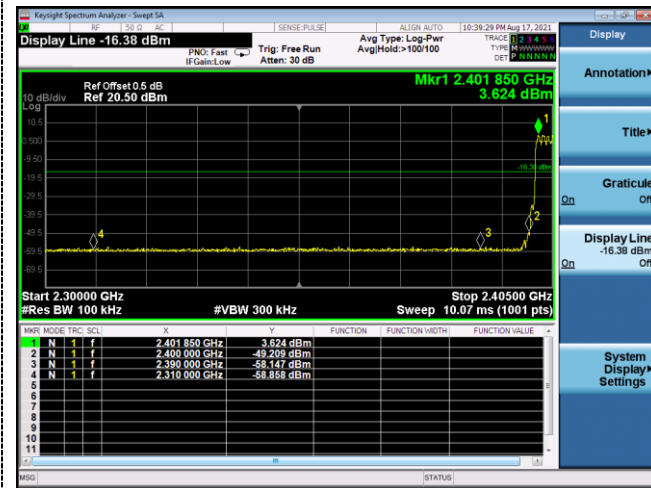 Keysight Spectrum Analyzer - Swept SA
RF 50 Ω AC SENSE:PULSE ALIGN AUTO 10:39:29 PM Aug 17, 2021
Display Line -16.38 dBm
PNO: Fast
IFGain:Low
Trig: Free Run
Atten: 30 dB
Avg Type: Log-Pwr
Avg|Hold:>100/100
TRACE 1 2 3 4 5 6
TYPE M WWWWW
DET P N N N N N
Mkr1 2.401 850 GHz
3.624 dBm
Ref Offset 0.5 dB
10 dB/div Ref 20.50 dBm
Log
10.5
0.500
-9.50
-19.5
-29.5
-39.5
-49.5
-59.5
-69.5
1
-16.38 dBm
2
3
4
Start 2.30000 GHz Stop 2.40500 GHz
#Res BW 100 kHz #VBW 300 kHz Sweep 10.07 ms (1001 pts)
MKR MODE TRC SCL X Y FUNCTION FUNCTION WIDTH FUNCTION VALUE
1 N 1 f 2.401 850 GHz 3.624 dBm
2 N 1 f 2.400 000 GHz -49.209 dBm
3 N 1 f 2.390 000 GHz -58.147 dBm
4 N 1 f 2.310 000 GHz -58.858 dBm
5
6
7
8
9
10
11
MSG STATUS
Display
Annotation
Title
Graticule
On Off
Display Line
-16.38 dBm
On Off
System
Display
Settings